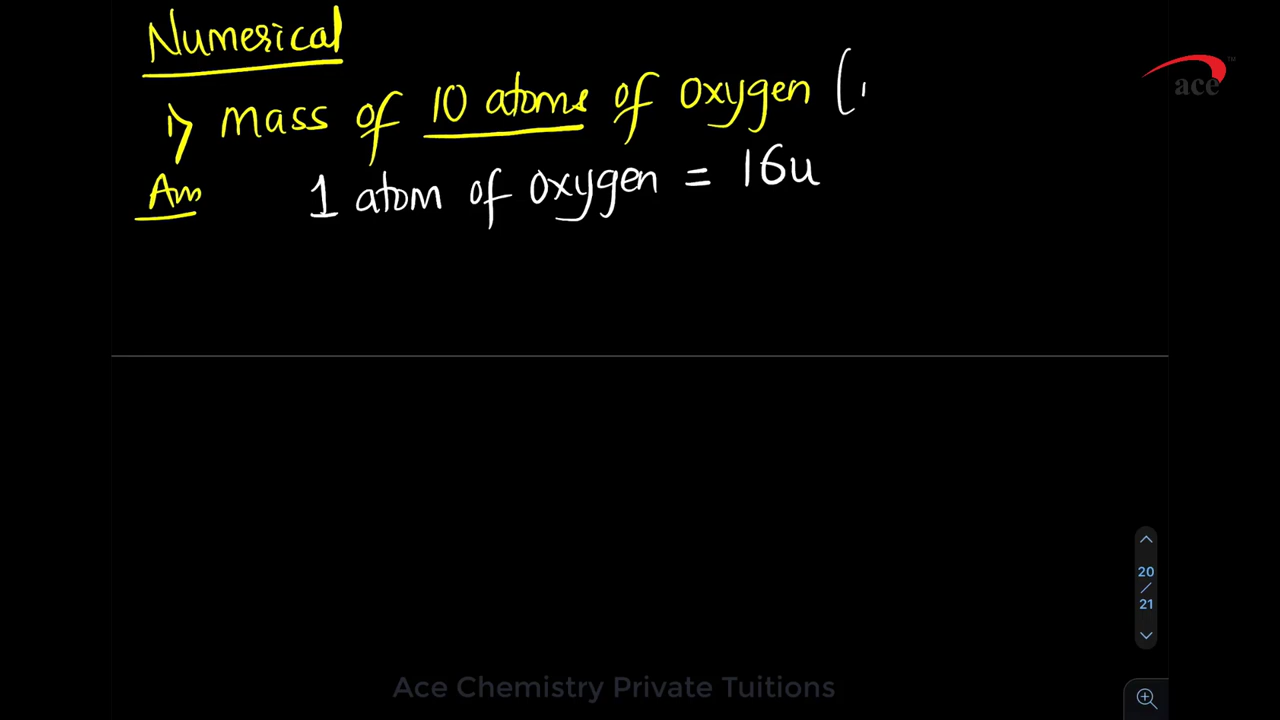 Numerical
1> mass of 10 atoms of oxygen (
Ans 1 atom of oxygen = 16u
ace
TM
20
/
21
Ace Chemistry Private Tuitions